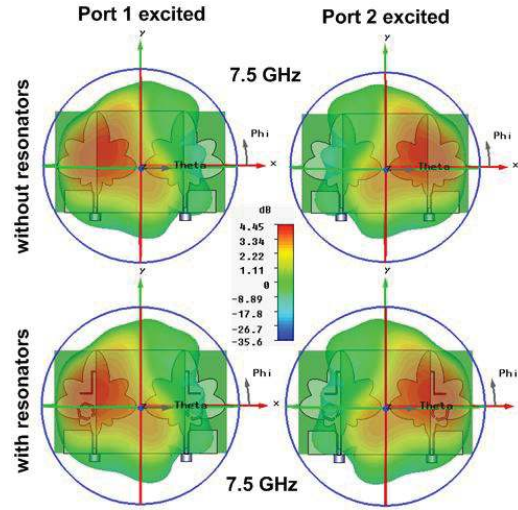 Port 1 excited
Port 2 excited
7.5 GHz
without resonators
y
Phi
Theta
x
z
y
Phi
Theta
x
z
dB
4.45
3.34
2.22
1.11
0
-8.89
-17.8
-26.7
-35.6
with resonators
y
Phi
Theta
x
z
y
Phi
Theta
x
z
7.5 GHz